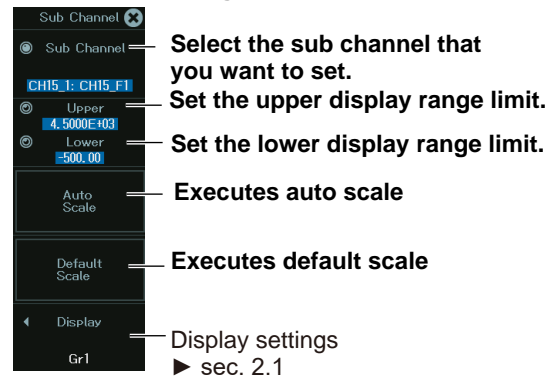 Sub Channel
Sub Channel
Select the sub channel that
you want to set.
CH15_1: CH15_F1
Upper
Set the upper display range limit.
4.5000E+03
Lower
Set the lower display range limit.
-500.00
Auto
Scale
Executes auto scale
Default
Scale
Executes default scale
Display
Display settings
Gr1
► sec. 2.1